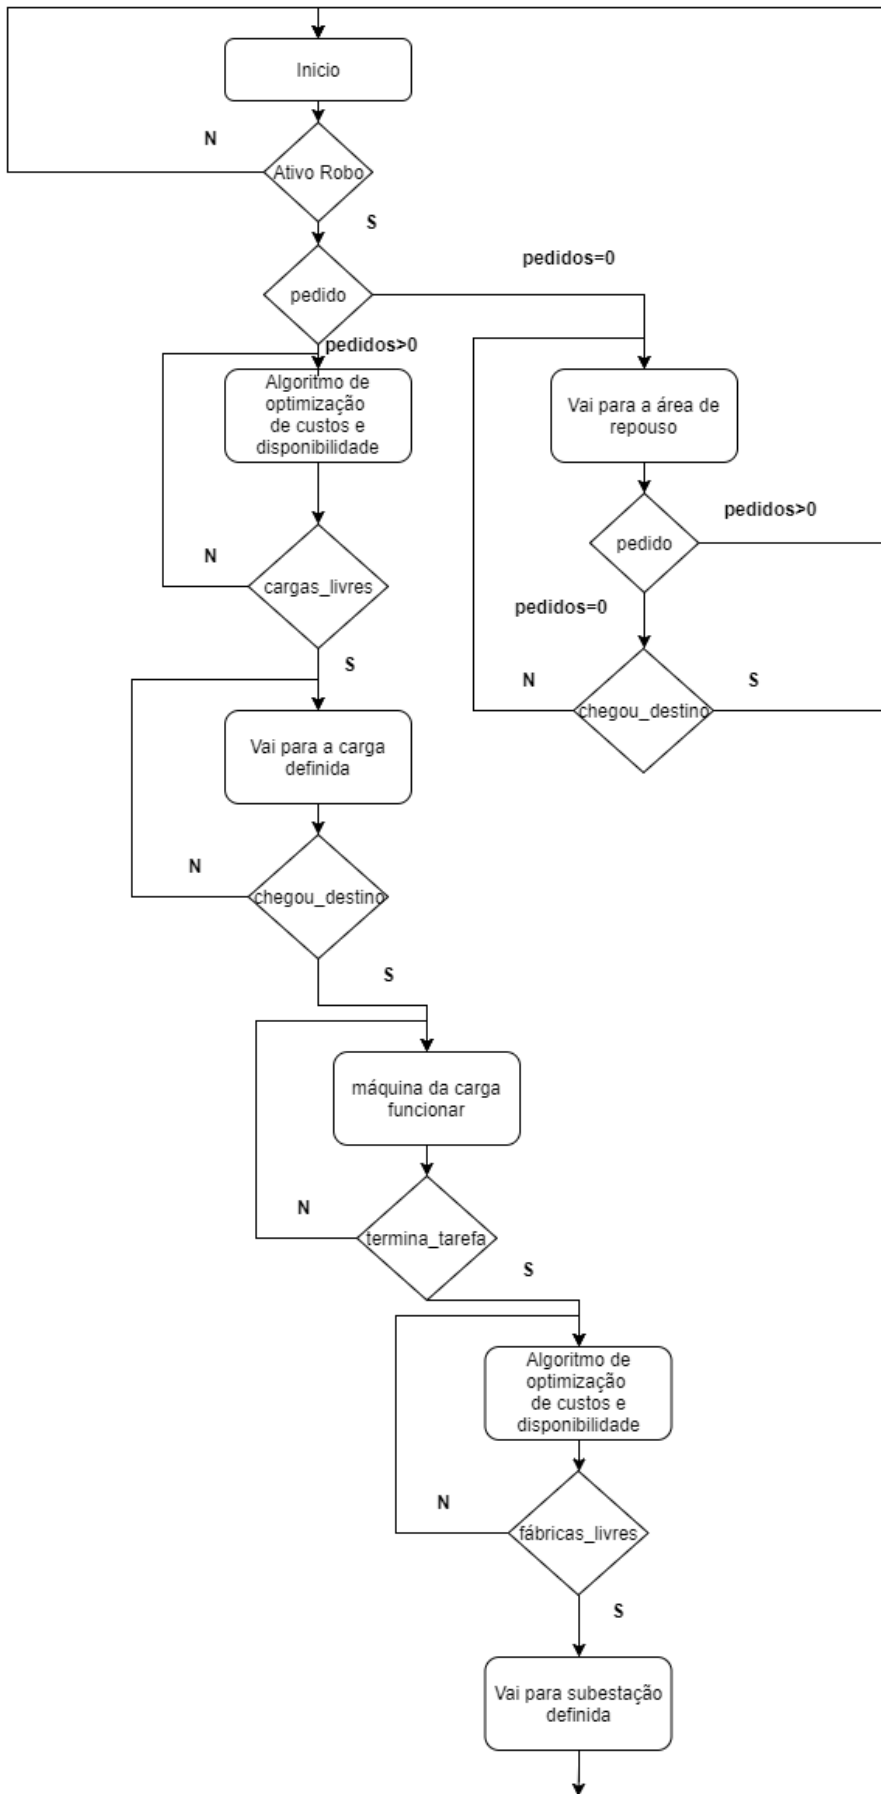 Inicio
N
Ativo Robo
S
pedidos=0
pedido
pedidos>0
Algoritmo de
optimização
de custos e
disponibilidade
Vai para a área de
repouso
pedidos>0
pedido
N
cargas_livres
pedidos=0
S
N
S
chegou_destino
Vai para a carga
definida
N
chegou_destino
S
máquina da carga
funcionar
N
termina_tarefa
S
Algoritmo de
optimização
de custos e
disponibilidade
N
fábricas_livres
S
Vai para subestação
definida